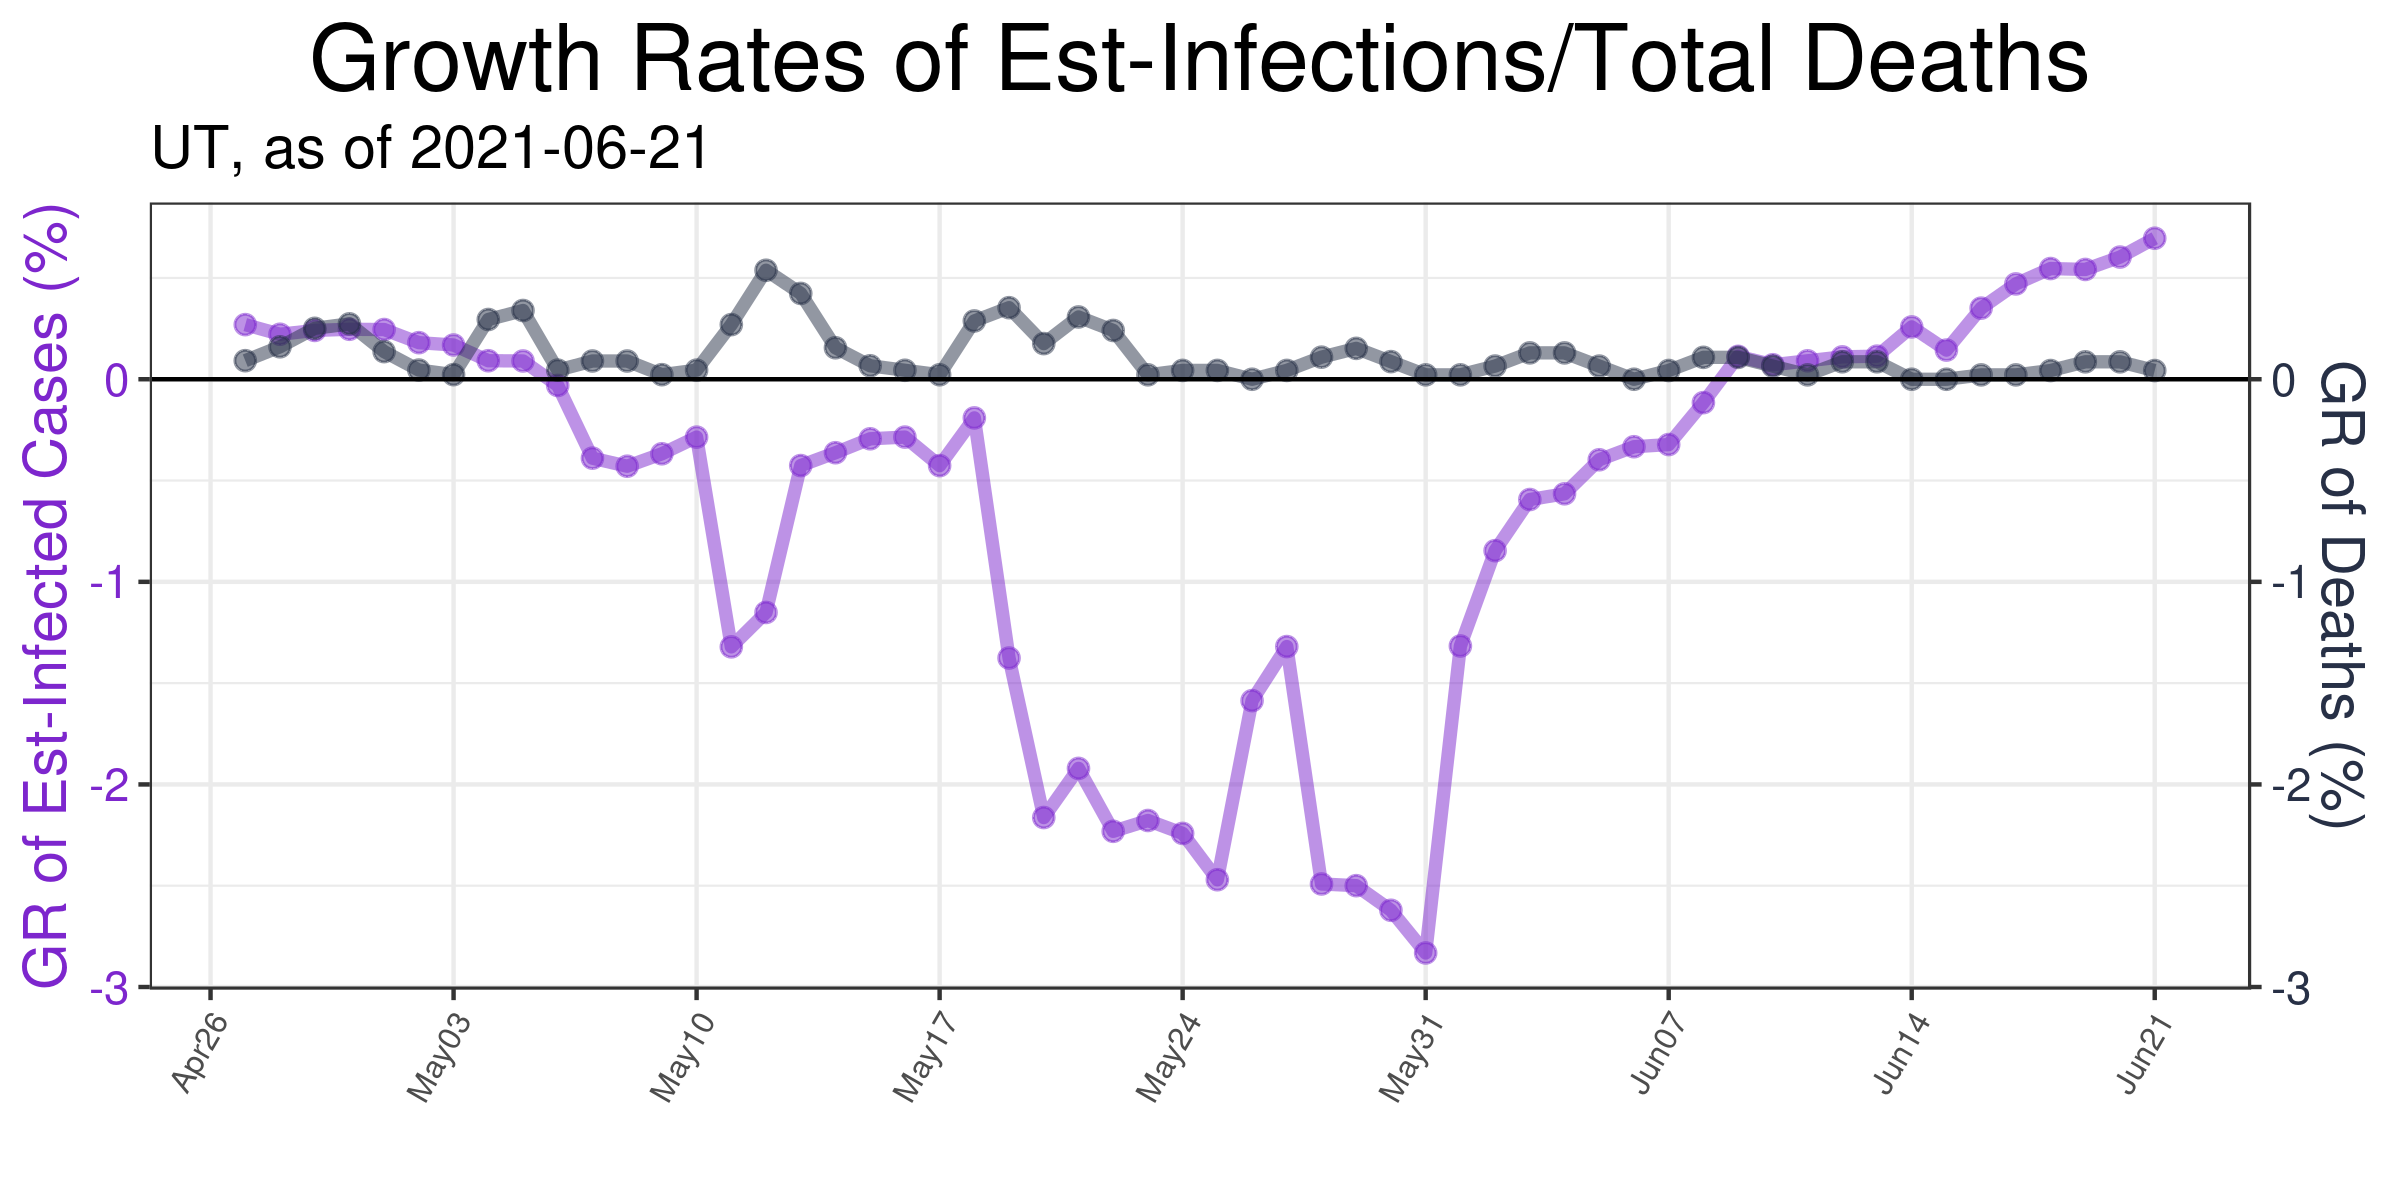 Growth Rates of Est-Infections/Total Deaths
UT, as of 2021-06-21
GR of Est-Infected Cases (%)
0
-1
-2
-3
0
-1
-2
-3
GR of Deaths (%)
Apr26
May03
May10
May17
May24
May31
Jun07
Jun14
Jun21